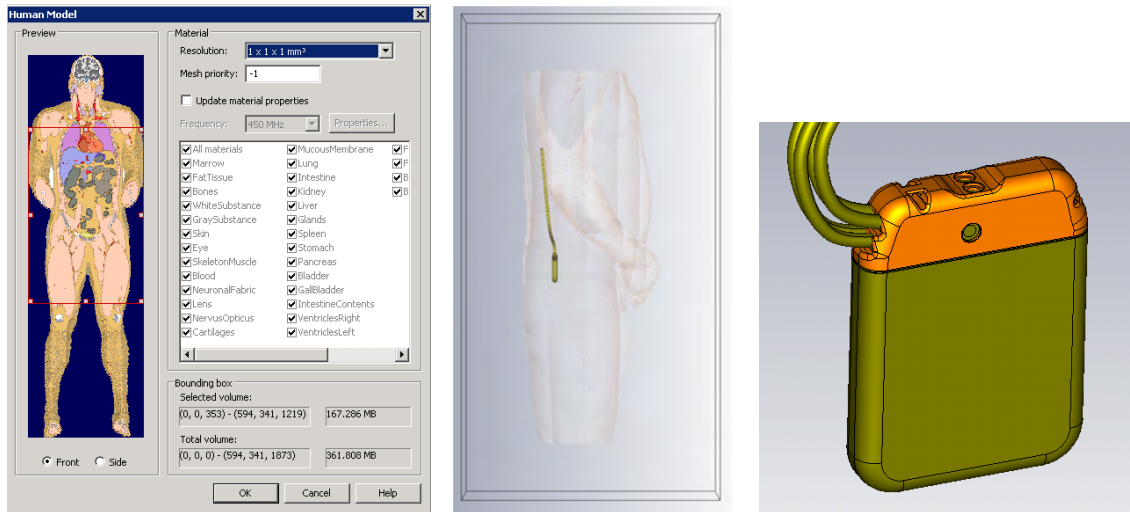 Human Model
Preview
Front Side
Material
Resolution: 1 x 1 x 1 mm³
Mesh priority: -1
Update material properties
Frequency: 450 MHz Properties...
All materials MucousMembrane F
Marrow Lung F
FatTissue Intestine B
Bones Kidney B
WhiteSubstance Liver
GraySubstance Glands
Skin Spleen
Eye Stomach
SkeletonMuscle Pancreas
Blood Bladder
NeuronalFabric GallBladder
Lens IntestineContents
NervusOpticus VentriclesRight
Cartilages VentriclesLeft
Bounding box
Selected volume:
(0, 0, 353) - (594, 341, 1219) 167.286 MB
Total volume:
(0, 0, 0) - (594, 341, 1873) 361.808 MB
OK Cancel Help